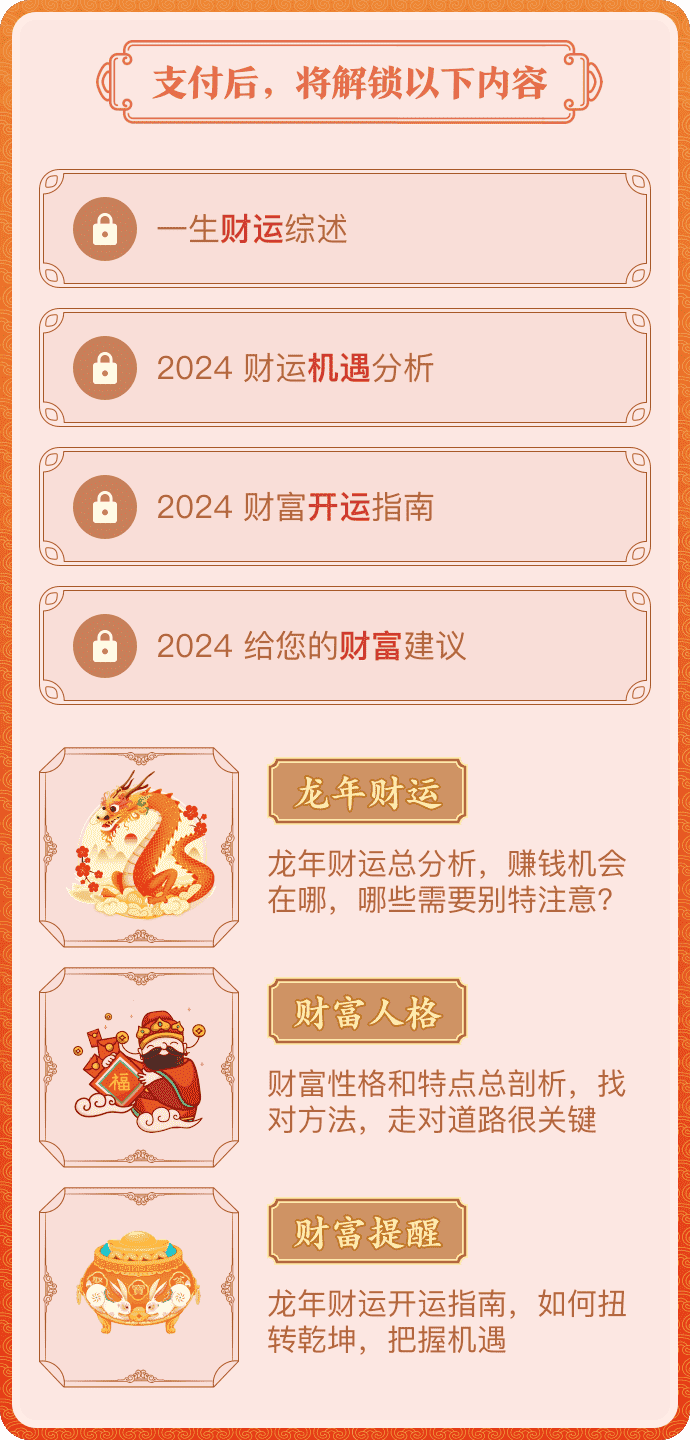 支付后，将解锁以下内容
一生财运综述
2024 财运机遇分析
2024 财富开运指南
2024 给您的财富建议
龙年财运
龙年财运总分析，赚钱机会
在哪，哪些需要别特注意？
财富人格
福
财富性格和特点总剖析，找
对方法，走对道路很关键
财富提醒
龙年财运开运指南，如何扭
转乾坤，把握机遇